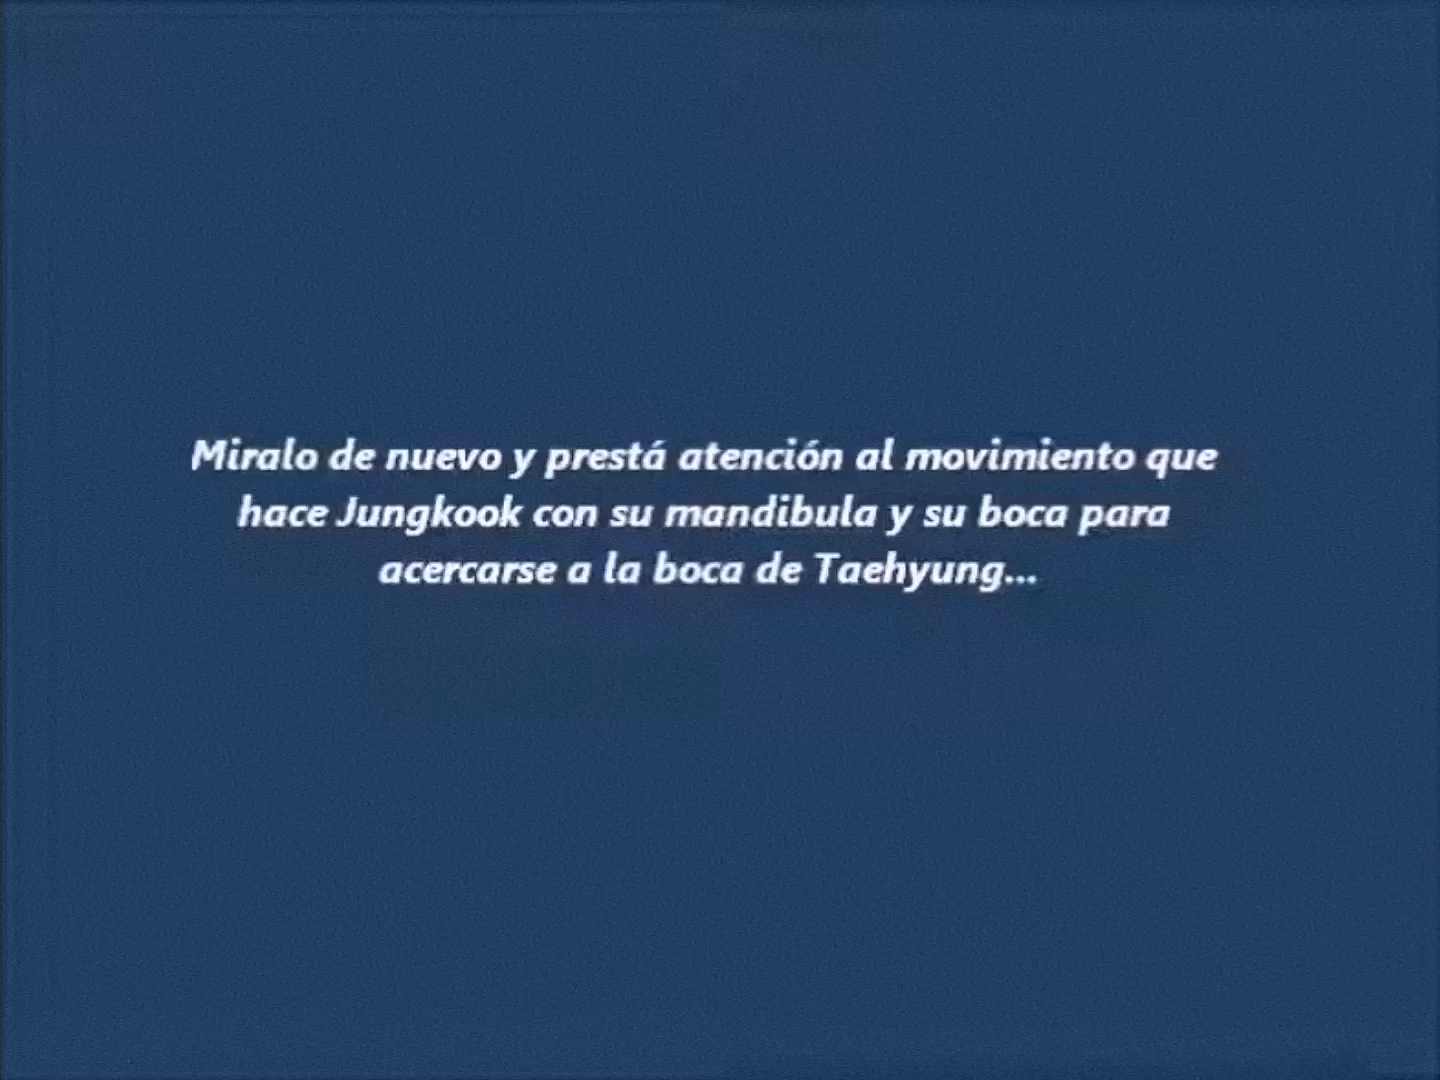 Miralo de nuevo y prestá atención al movimiento que
hace Jungkook con su mandibula y su boca para
acercarse a la boca de Taehyung...